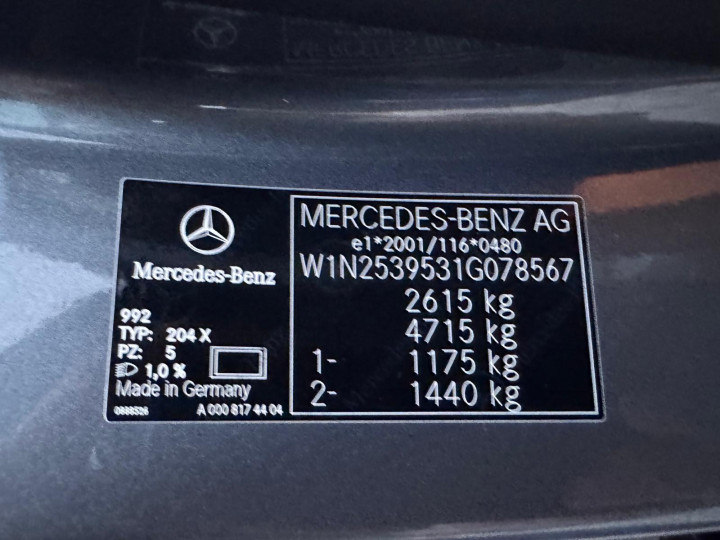 Mercedes-Benz
992
TYP: 204 X
PZ: 5
1,0 %
Made in Germany
A 000 817 44 04
MERCEDES-BENZ AG
e1*2001/116*0480
W1N2539531G078567
2615 kg
4715 kg
1- 1175 kg
2- 1440 kg